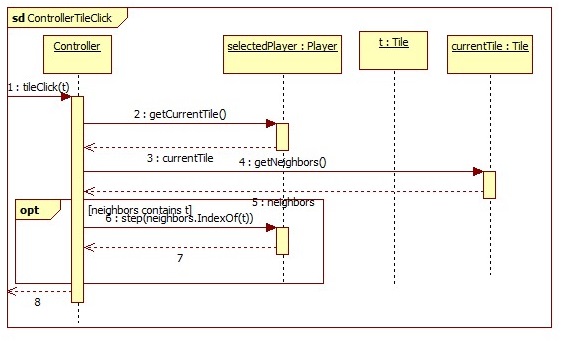 sd ControllerTileClick
Controller
selectedPlayer : Player
t : Tile
currentTile : Tile
1 : tileClick(t)
2 : getCurrentTile()
3 : currentTile
4 : getNeighbors()
5 : neighbors
opt
[neighbors contains t]
6 : step(neighbors.IndexOf(t))
7
8